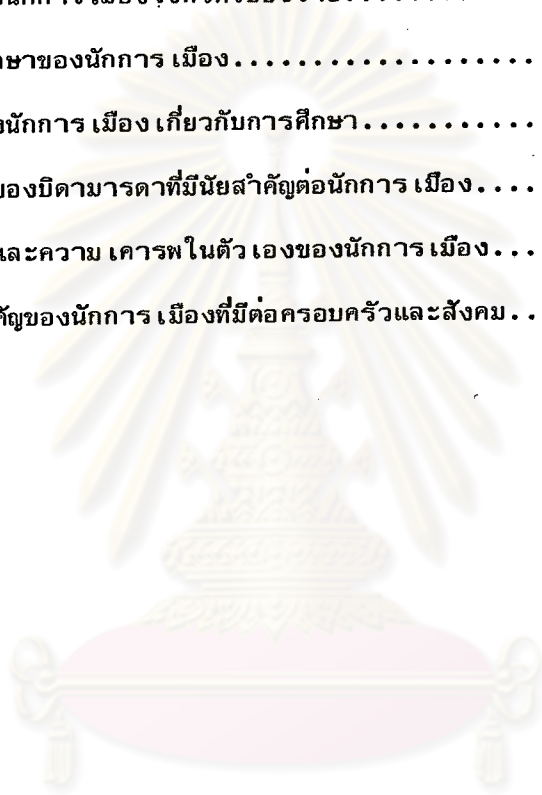 ษาของนักการเมือง...................
งนักการเมืองเกี่ยวกับการศึกษา...........
ของบิดามารดาที่มีนัยสำคัญต่อนักการเมือง....
และความเคารพในตัวเองของนักการเมือง...
คัญของนักการเมืองที่มีต่อครอบครัวและสังคม..